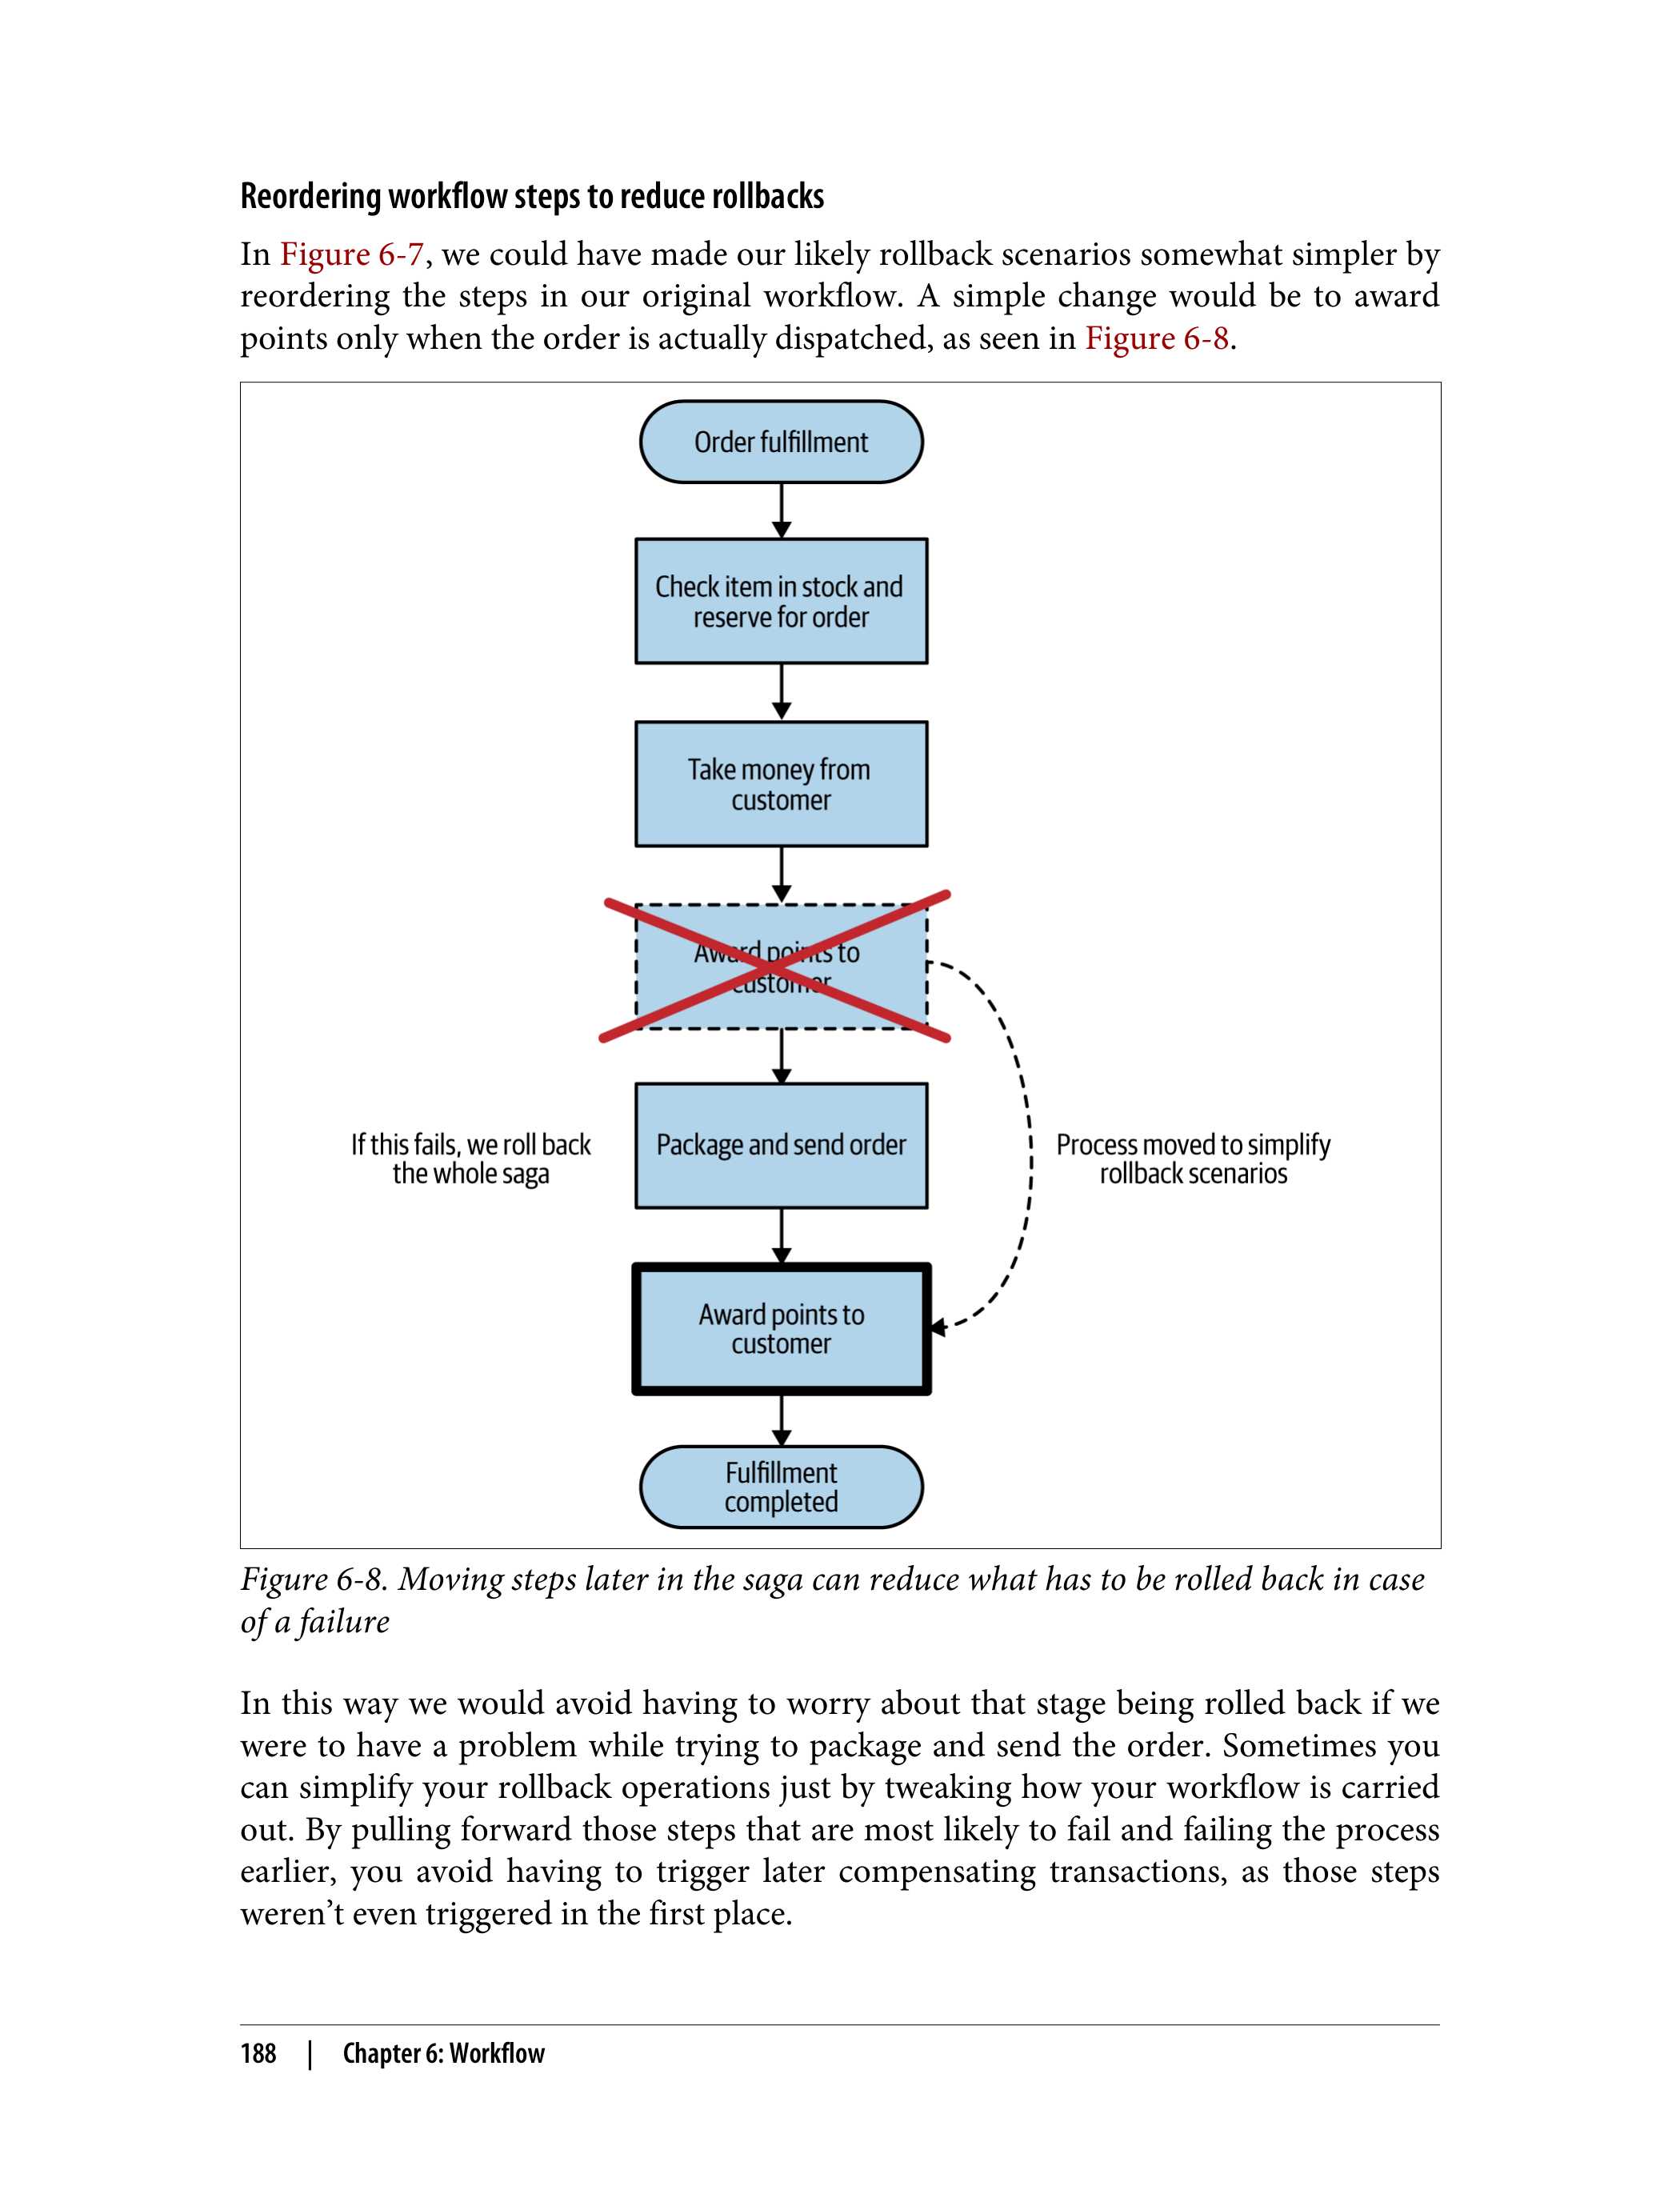 Reordering workflow steps to reduce rollbacks
In Figure 6-7, we could have made our likely rollback scenarios somewhat simpler by
reordering the steps in our original workflow. A simple change would be to award
points only when the order is actually dispatched, as seen in Figure 6-8.
Order fulfillment
Check item in stock and
reserve for order
Take money from
customer
Award points to
customer
If this fails, we roll back
the whole saga
Package and send order
Process moved to simplify
rollback scenarios
Award points to
customer
Fulfillment
completed
Figure 6-8. Moving steps later in the saga can reduce what has to be rolled back in case
of a failure
In this way we would avoid having to worry about that stage being rolled back if we
were to have a problem while trying to package and send the order. Sometimes you
can simplify your rollback operations just by tweaking how your workflow is carried
out. By pulling forward those steps that are most likely to fail and failing the process
earlier, you avoid having to trigger later compensating transactions, as those steps
weren’t even triggered in the first place.
188 | Chapter 6: Workflow